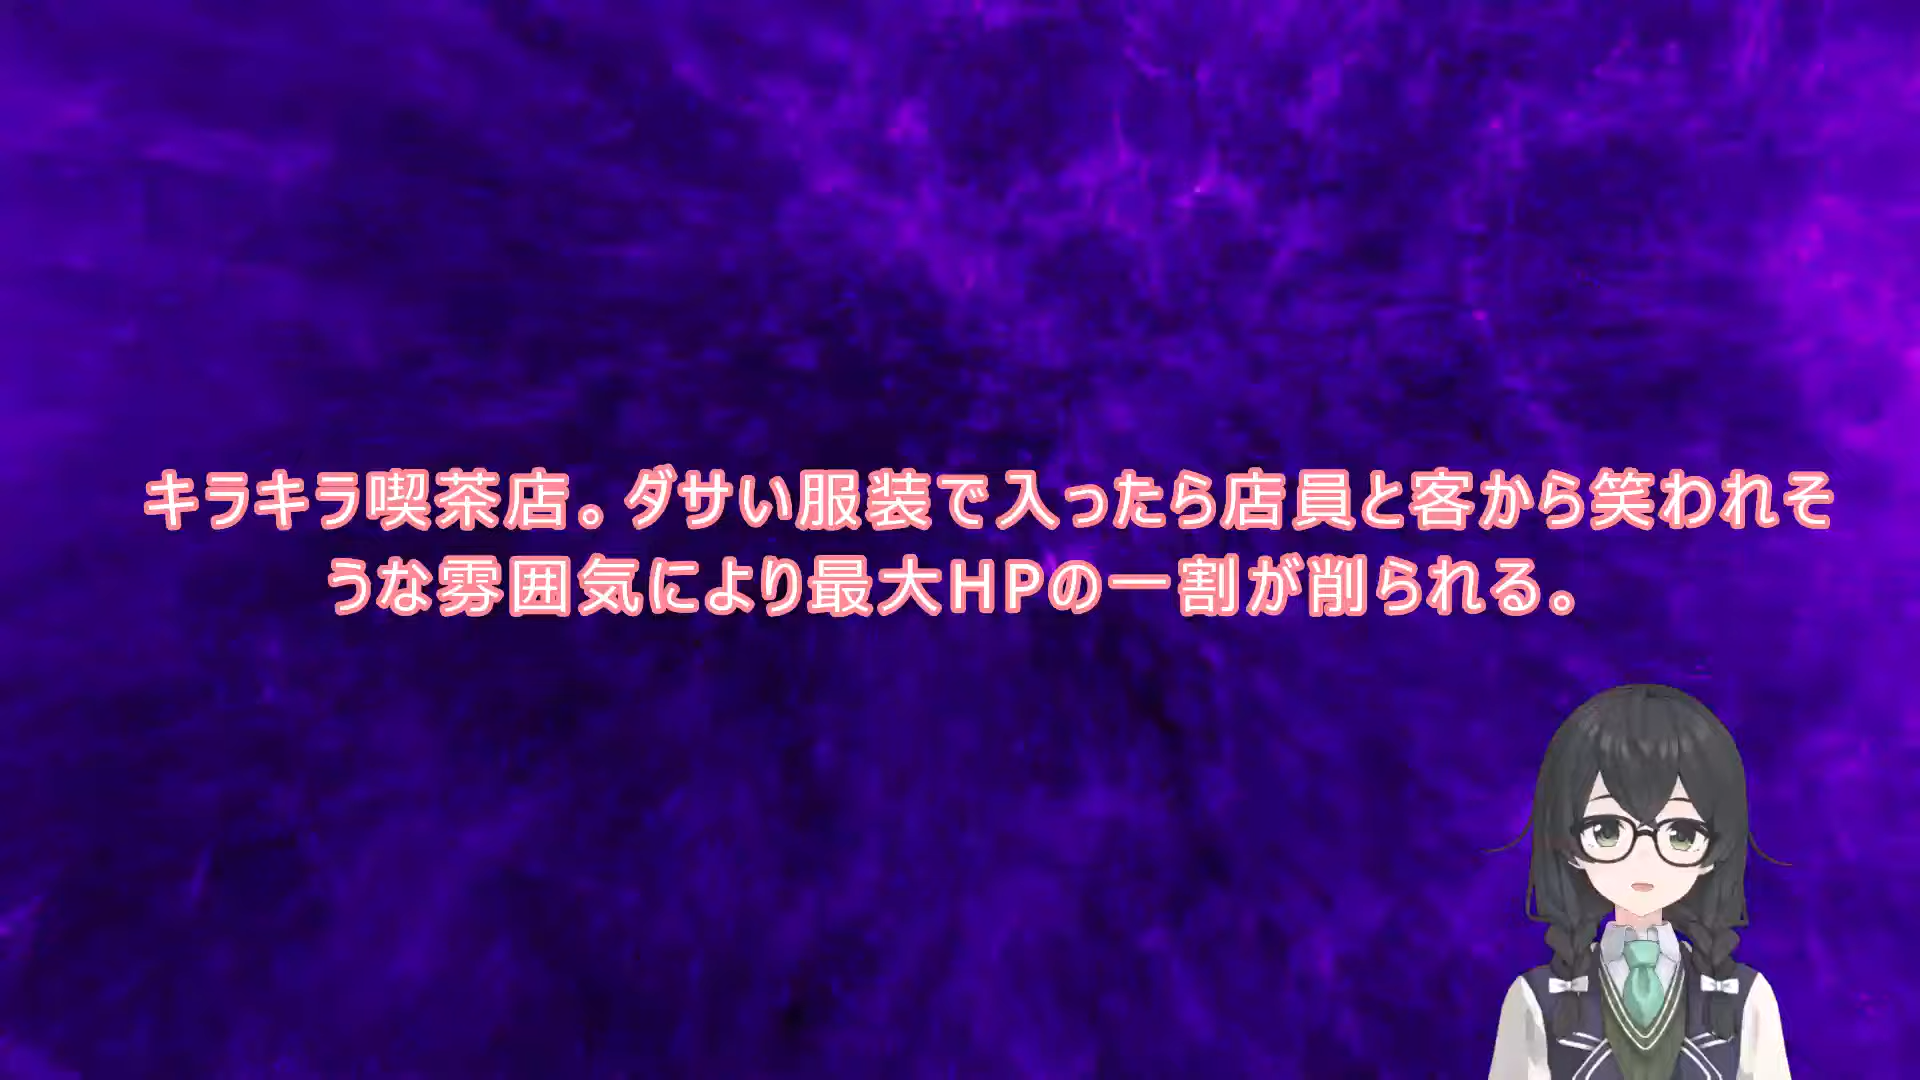 キラキラ喫茶店。ダサい服装で入ったら店員と客から笑われそ
うな雰囲気により最大HPの一割が削られる。